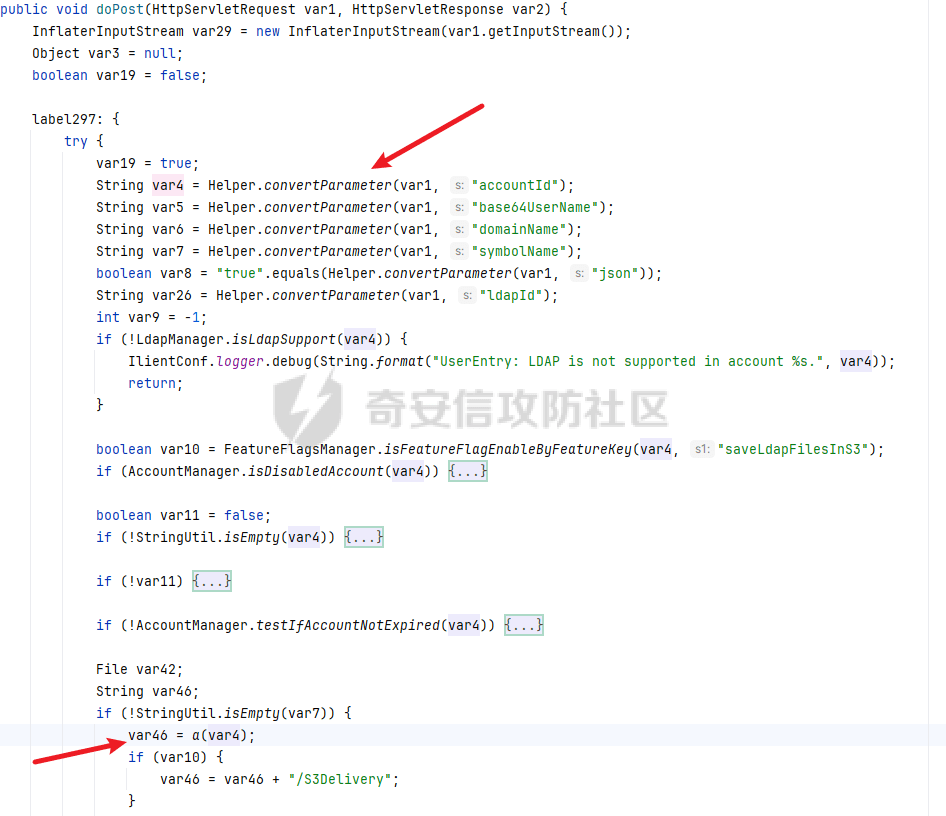 public void doPost(HttpServletRequest var1, HttpServletResponse var2) {
InflaterInputStream var29 = new InflaterInputStream(var1.getInputStream());
Object var3 = null;
boolean var19 = false;
label297: {
try {
var19 = true;
String var4 = Helper.convertParameter(var1, s: "accountId");
String var5 = Helper.convertParameter(var1, s: "base64UserName");
String var6 = Helper.convertParameter(var1, s: "domainName");
String var7 = Helper.convertParameter(var1, s: "symbolName");
boolean var8 = "true".equals(Helper.convertParameter(var1, s: "json"));
String var26 = Helper.convertParameter(var1, s: "ldapId");
int var9 = -1;
if (!LdapManager.isLdapSupport(var4)) {
IlientConf.logger.debug(String.format("UserEntry: LDAP is not supported in account %s.", var4));
return;
}
奇安信攻防社区
boolean var10 = FeatureFlagsManager.isFeatureFlagEnableByFeatureKey(var4, s1: "saveLdapFilesInS3");
if (AccountManager.isDisabledAccount(var4)) {...}
boolean var11 = false;
if (!StringUtil.isEmpty(var4)) {...}
if (!var11) {...}
if (!AccountManager.testIfAccountNotExpired(var4)) {...}
File var42;
String var46;
if (!StringUtil.isEmpty(var7)) {
var46 = a(var4);
if (var10) {
var46 = var46 + "/S3Delivery";
}